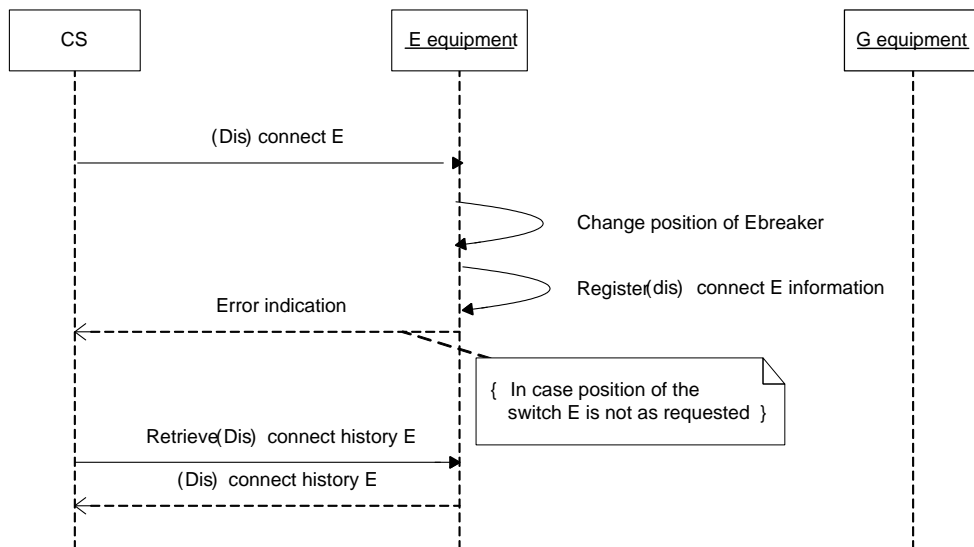 CS
E equipment
G equipment
(Dis) connect E
Change position of Ebreaker
Register(dis) connect E information
Error indication
{ In case position of the
switch E is not as requested }
Retrieve(Dis) connect history E
(Dis) connect history E